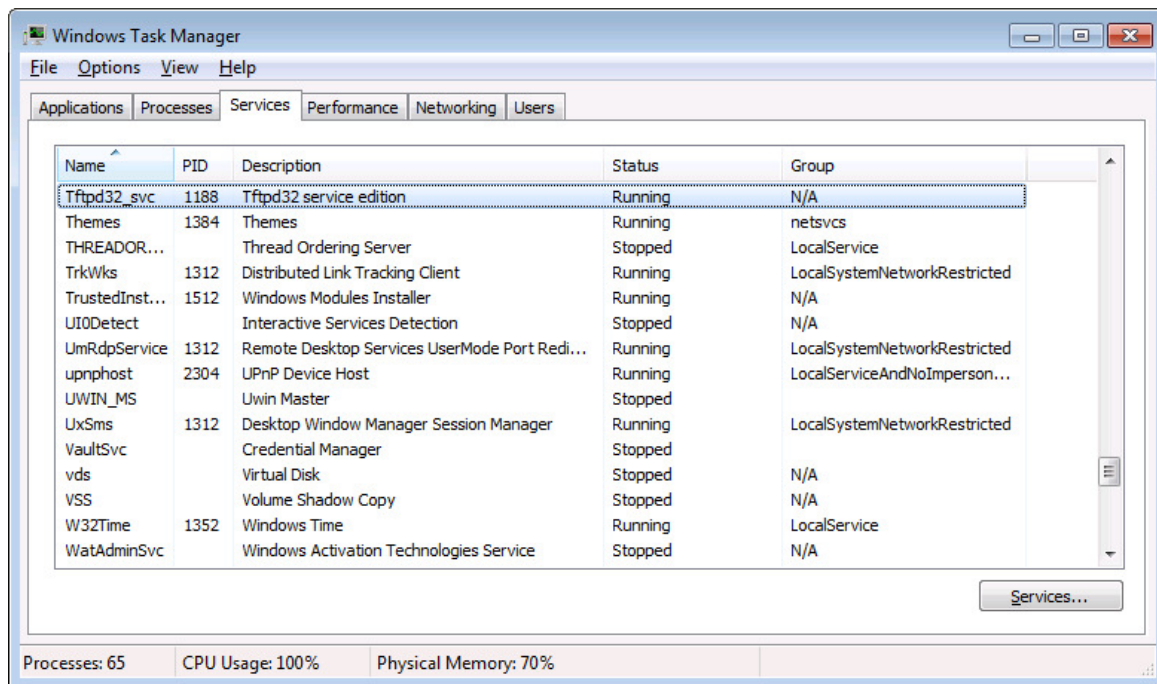 Windows Task Manager
File Options View Help
Applications Processes Services Performance Networking Users
Name PID Description Status Group
Tftpd32_svc 1188 Tftpd32 service edition Running N/A
Themes 1384 Themes Running netsvcs
THREADOR... Thread Ordering Server Stopped LocalService
TrkWks 1312 Distributed Link Tracking Client Running LocalSystemNetworkRestricted
TrustedInst... 1512 Windows Modules Installer Running N/A
UI0Detect Interactive Services Detection Stopped N/A
UmRdpService 1312 Remote Desktop Services UserMode Port Redi... Running LocalSystemNetworkRestricted
upnphost 2304 UPnP Device Host Running LocalServiceAndNoImperson...
UWIN_MS Uwin Master Stopped
UxSms 1312 Desktop Window Manager Session Manager Running LocalSystemNetworkRestricted
VaultSvc Credential Manager Stopped
vds Virtual Disk Stopped N/A
VSS Volume Shadow Copy Stopped N/A
W32Time 1352 Windows Time Running LocalService
WatAdminSvc Windows Activation Technologies Service Stopped N/A
Services...
Processes: 65 CPU Usage: 100% Physical Memory: 70%